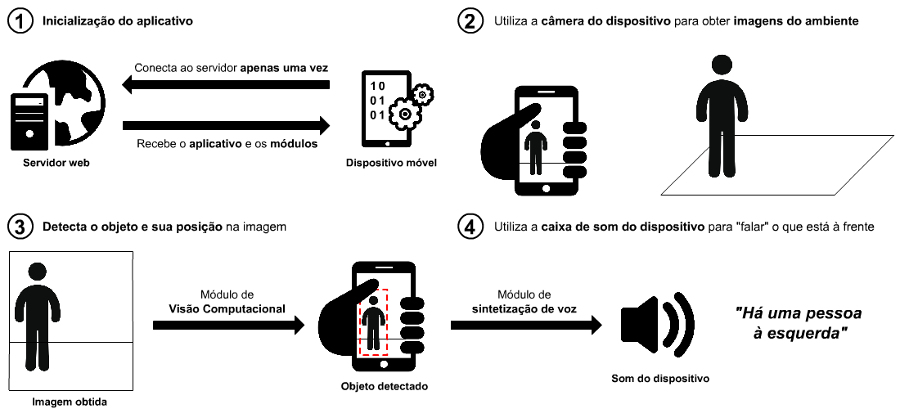 1 Inicialização do aplicativo
Conecta ao servidor apenas uma vez
10
01
01
Recebe o aplicativo e os módulos
Servidor web
Dispositivo móvel
2 Utiliza a câmera do dispositivo para obter imagens do ambiente
3 Detecta o objeto e sua posição na imagem
Módulo de
Visão Computacional
Imagem obtida
Objeto detectado
4 Utiliza a caixa de som do dispositivo para "falar" o que está à frente
Módulo de
sintetização de voz
Som do dispositivo
"Há uma pessoa
à esquerda"